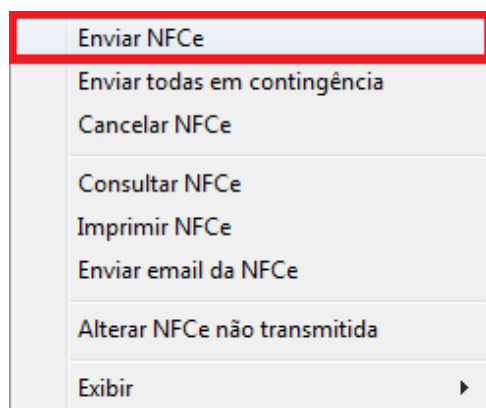 Enviar NFCe
Enviar todas em contingência
Cancelar NFCe
Consultar NFCe
Imprimir NFCe
Enviar email da NFCe
Alterar NFCe não transmitida
Exibir